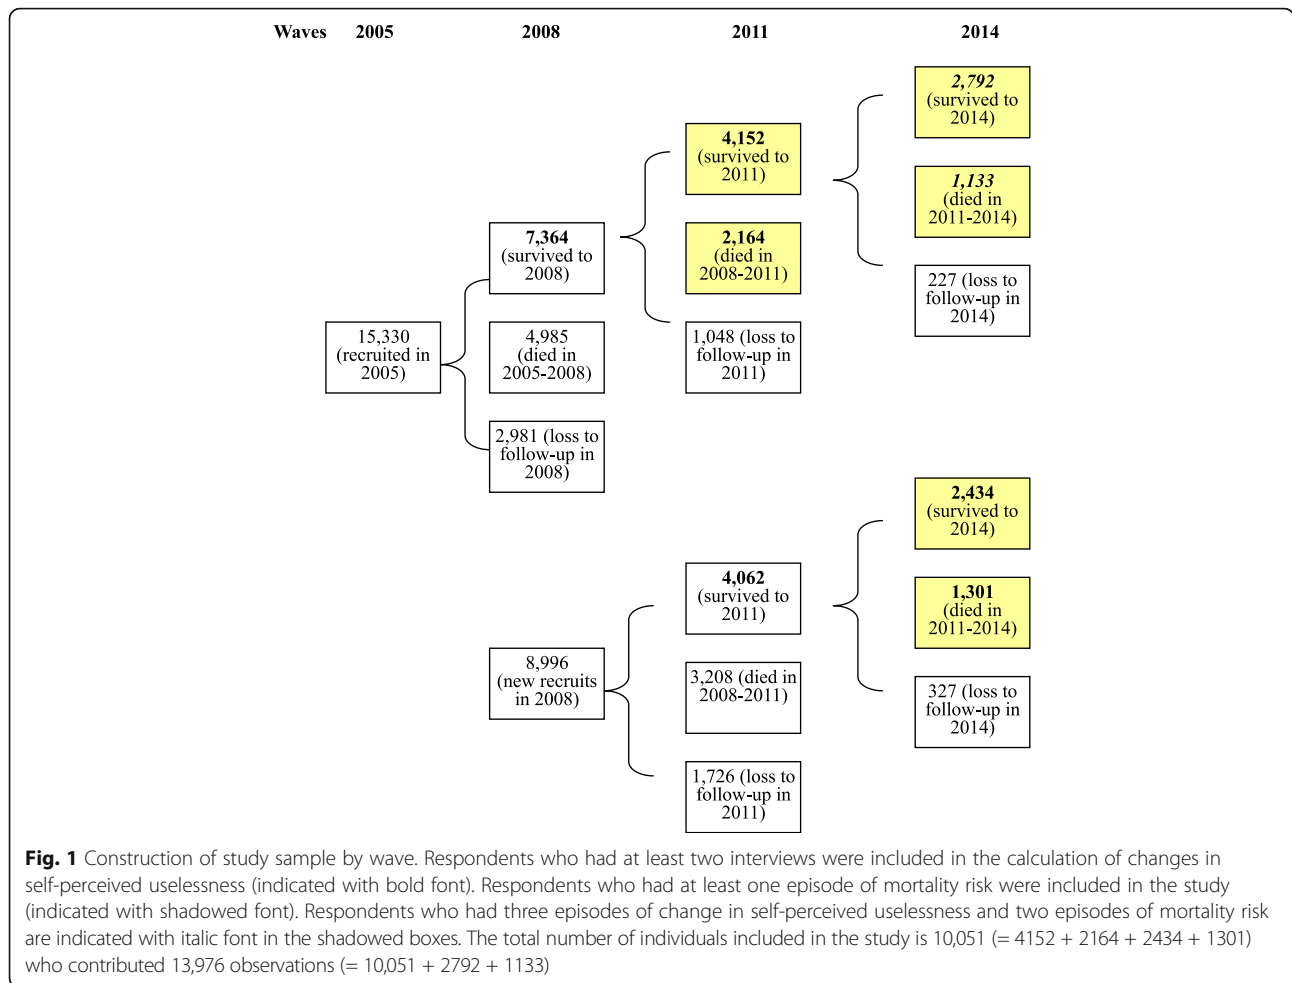 Waves 2005 2008 2011 2014
2,792
(survived to
2014)
4,152
(survived to
2011)
1,133
(died in
2011-2014)
7,364
(survived to
2008)
2,164
(died in
2008-2011)
227 (loss to
follow-up in
2014)
15,330
(recruited in
2005)
4,985
(died in
2005-2008)
1,048 (loss to
follow-up in
2011)
2,981 (loss to
follow-up in
2008)
2,434
(survived to
2014)
4,062
(survived to
2011)
1,301
(died in
2011-2014)
8,996
(new recruits
in 2008)
3,208 (died in
2008-2011)
327 (loss to
follow-up in
2014)
1,726 (loss to
follow-up in
2011)
Fig. 1 Construction of study sample by wave. Respondents who had at least two interviews were included in the calculation of changes in
self-perceived uselessness (indicated with bold font). Respondents who had at least one episode of mortality risk were included in the study
(indicated with shadowed font). Respondents who had three episodes of change in self-perceived uselessness and two episodes of mortality risk
are indicated with italic font in the shadowed boxes. The total number of individuals included in the study is 10,051 (= 4152 + 2164 + 2434 + 1301)
who contributed 13,976 observations (= 10,051 + 2792 + 1133)